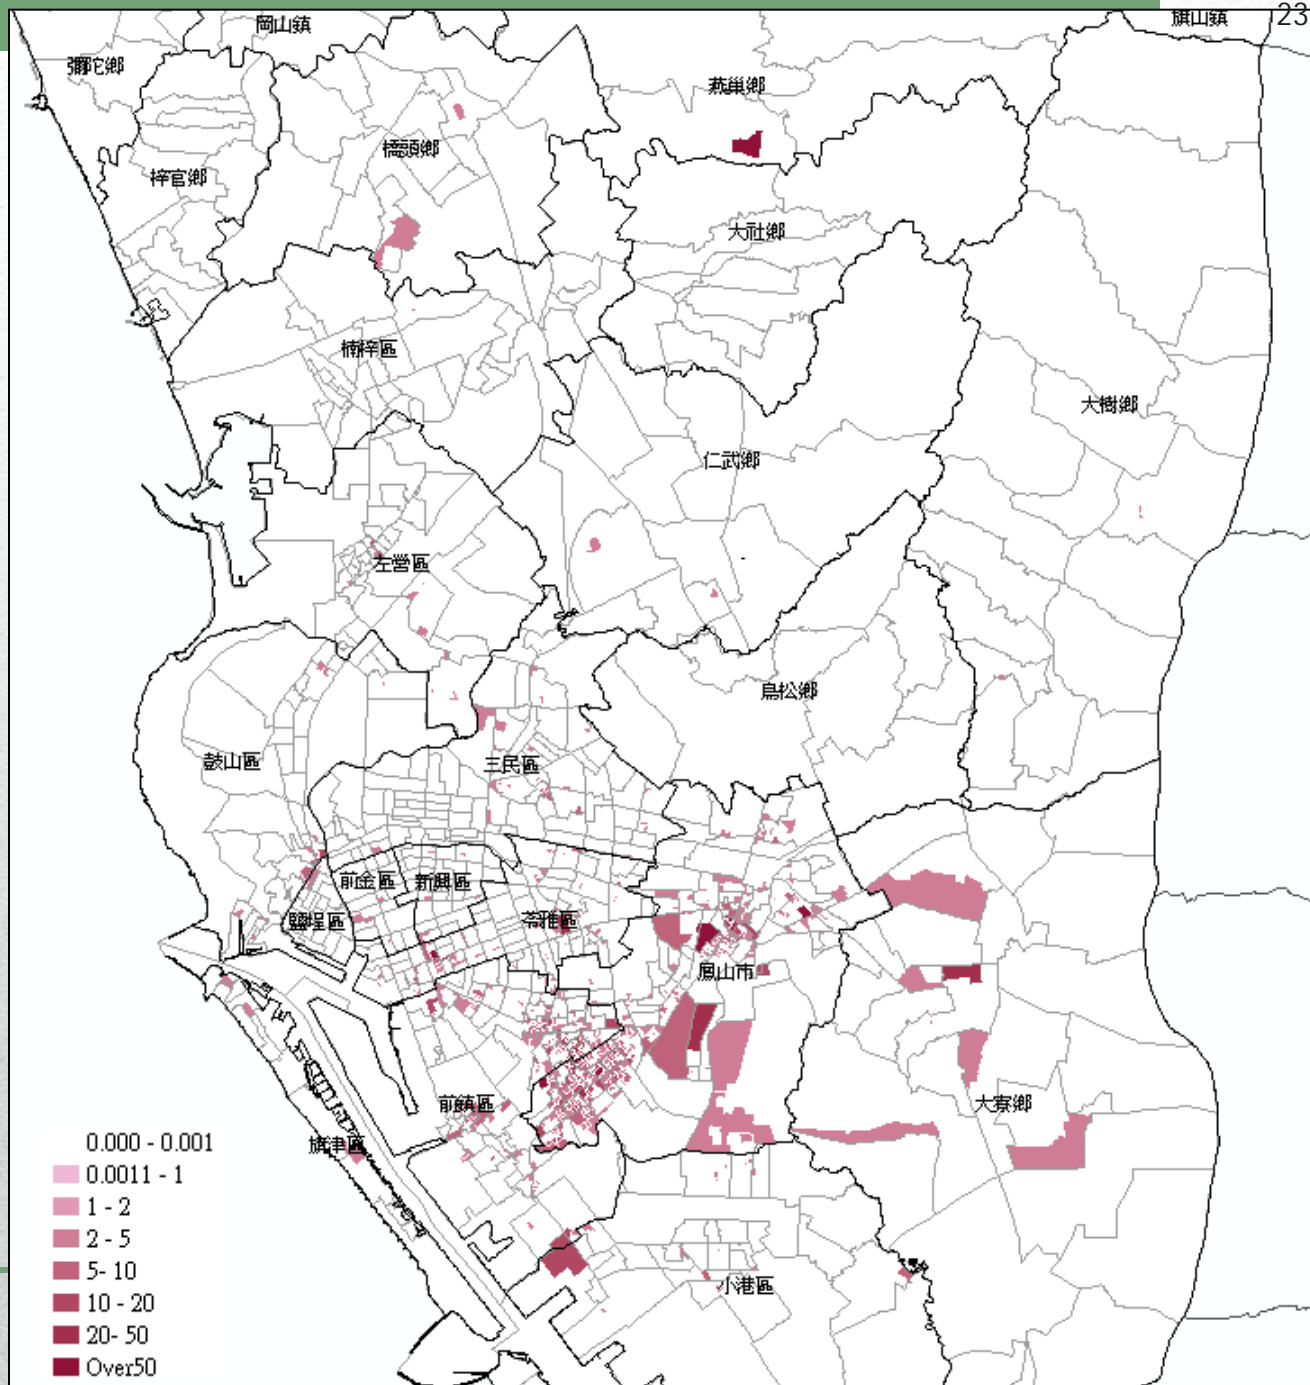 23
旗山鎮
岡山鎮
彌陀鄉
燕巢鄉
橋頭鄉
梓官鄉
大社鄉
楠梓區
大樹鄉
仁武鄉
左營區
鳥松鄉
鼓山區
三民區
前金區
新興區
鹽埕區
苓雅區
鳳山市
前鎮區
大寮鄉
旗津區
小港區
0.000 - 0.001
0.0011 - 1
1 - 2
2 - 5
5- 10
10 - 20
20- 50
Over50